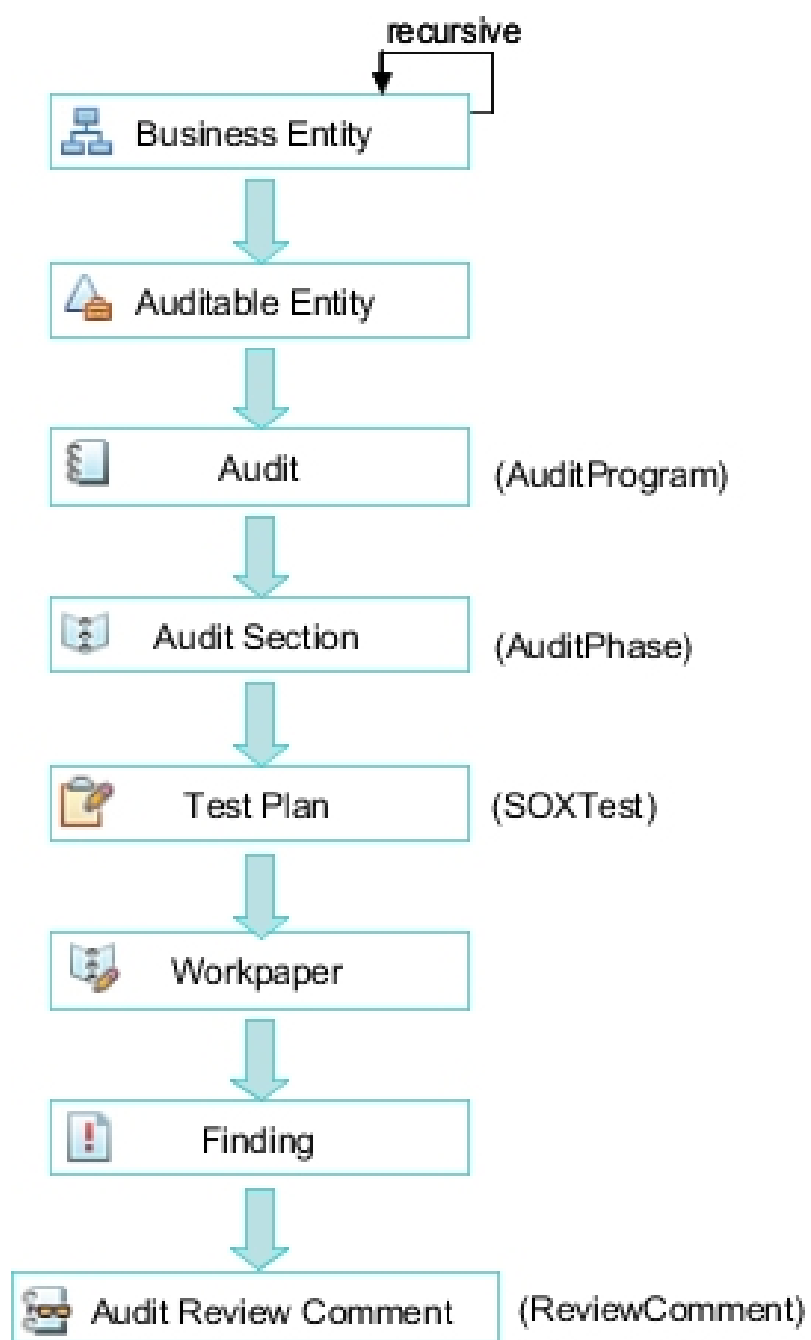 recursive
Business Entity
Auditable Entity
Audit
(AuditProgram)
Audit Section
(AuditPhase)
Test Plan
(SOXTest)
Workpaper
Finding
Audit Review Comment
(ReviewComment)